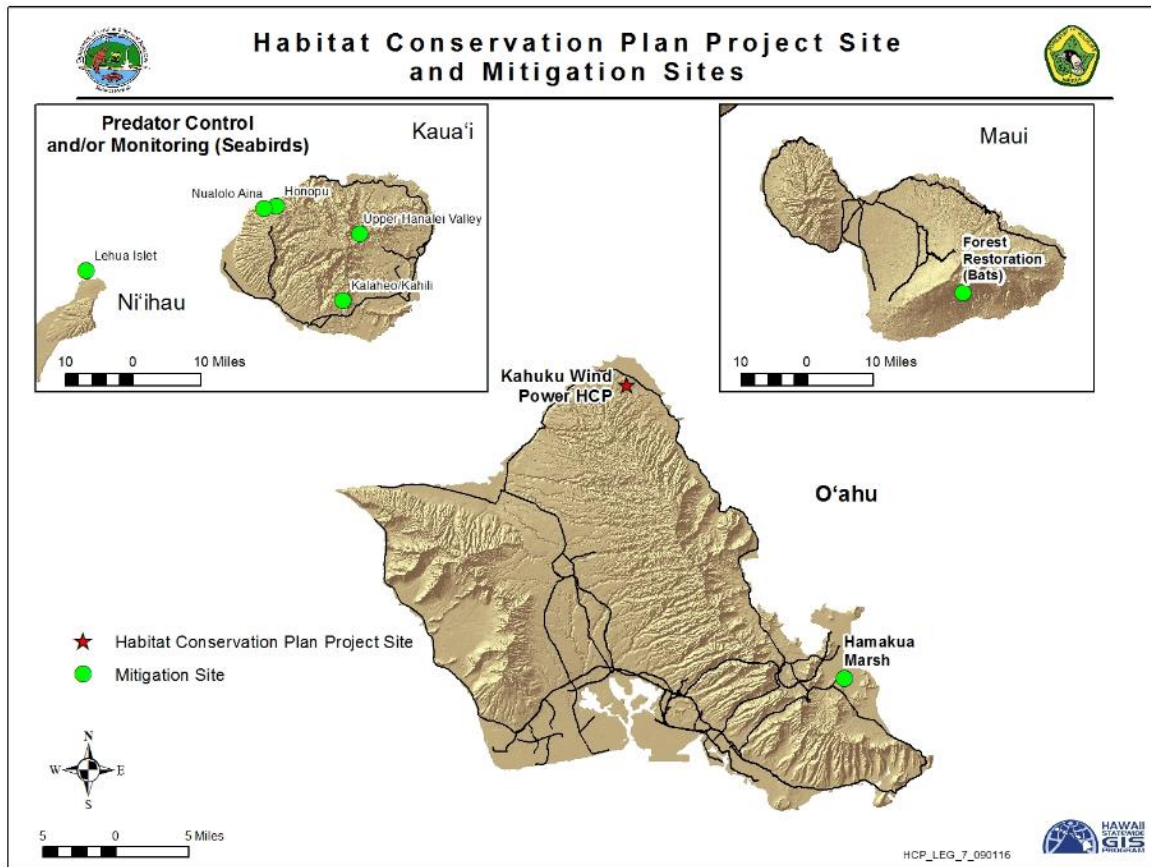 Habitat Conservation Plan Project Site
and Mitigation Sites
Predator Control
and/or Monitoring (Seabirds)
Kaua‘i
Nualolo Aina
Honopu
Upper Hanalei Valley
Lehua Islet
Kalaheo/Kahili
Ni‘ihau
10 0 10 Miles
Maui
Forest
Restoration
(Bats)
10 0 10 Miles
Kahuku Wind
Power HCP
O‘ahu
Hamakua
Marsh
Habitat Conservation Plan Project Site
Mitigation Site
N
W E
S
5 0 5 Miles
HCP_LEG_7_090116
HAWAII
STATEWIDE
GIS
PROGRAM